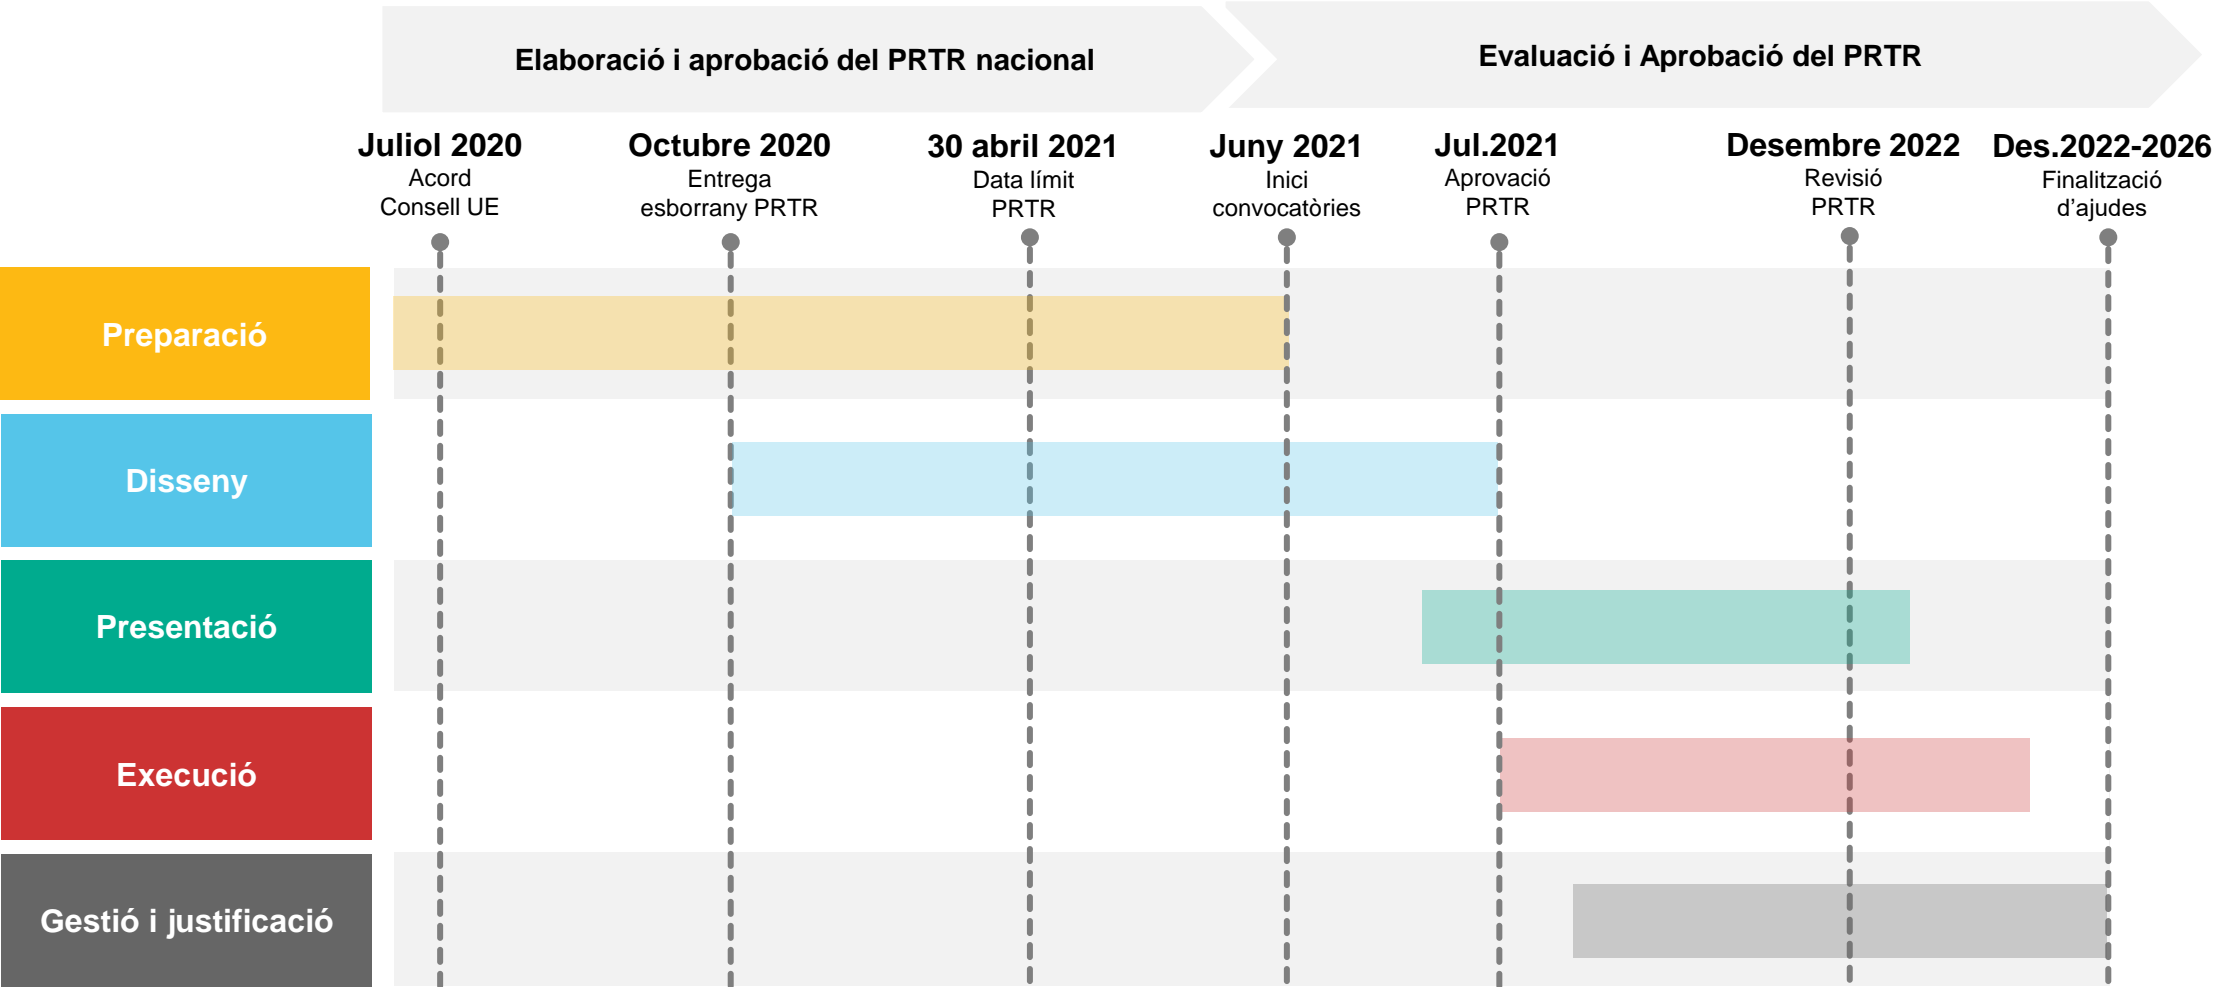 Elaboració i aprobació del PRTR nacional
Evaluació i Aprobació del PRTR
Juliol 2020
Acord
Consell UE
Octubre 2020
Entrega
esborrany PRTR
30 abril 2021
Data límit
PRTR
Juny 2021
Inici
convocatòries
Jul.2021
Aprovació
PRTR
Desembre 2022
Revisió
PRTR
Des.2022-2026
Finalització
d'ajudes
Preparació
Disseny
Presentació
Execució
Gestió i justificació